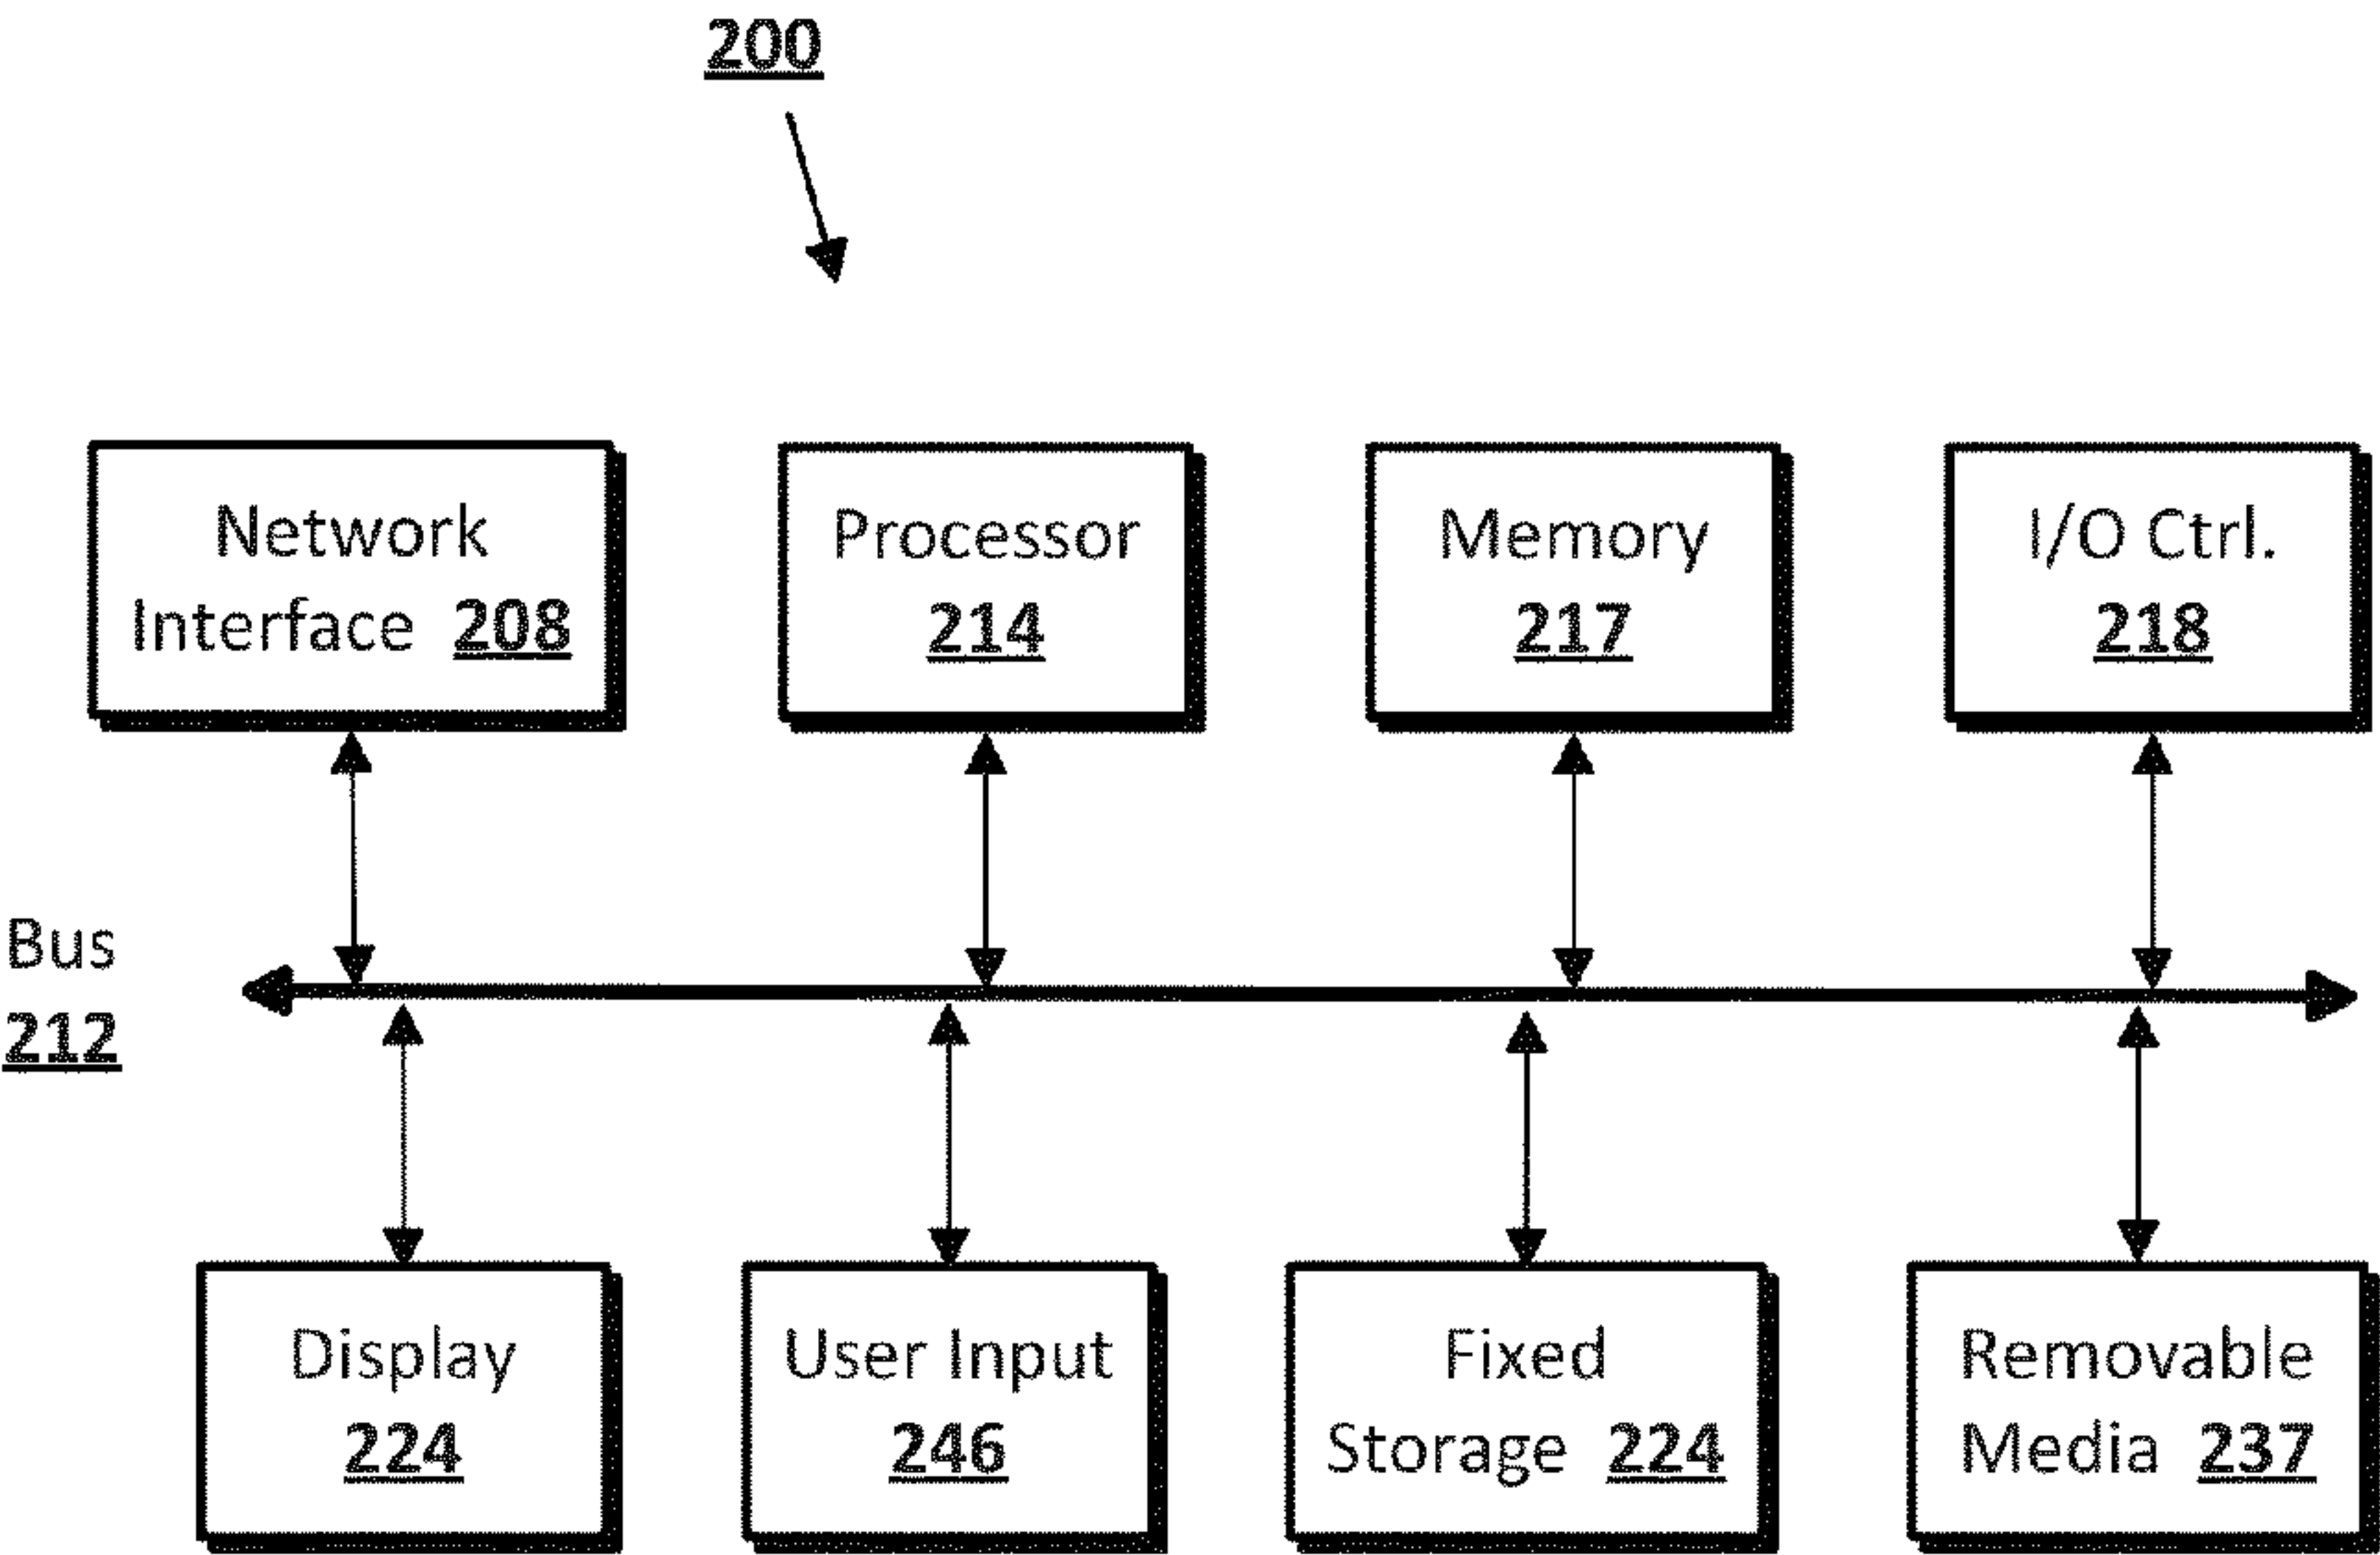 200
Network
Interface 208
Processor
214
Memory
217
I/O Ctrl.
218
Bus
212
Display
224
User Input
246
Fixed
Storage 224
Removable
Media 237